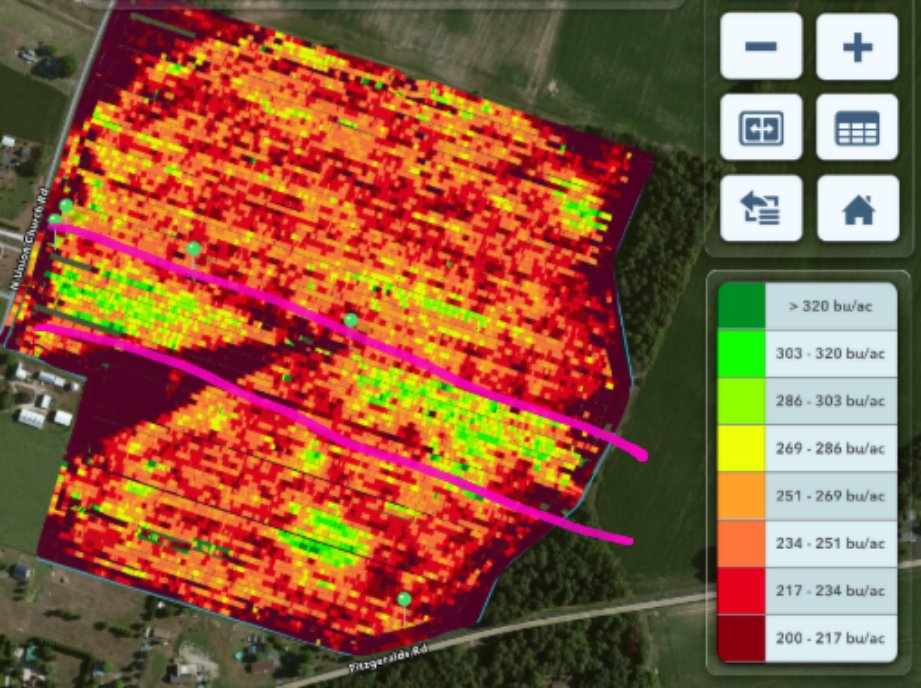 > 320 bu/ac
303 - 320 bu/ac
286 - 303 bu/ac
269 - 286 bu/ac
251 - 269 bu/ac
234 - 251 bu/ac
217 - 234 bu/ac
200 - 217 bu/ac
N Union Church Rd
Fitzgeralds Rd